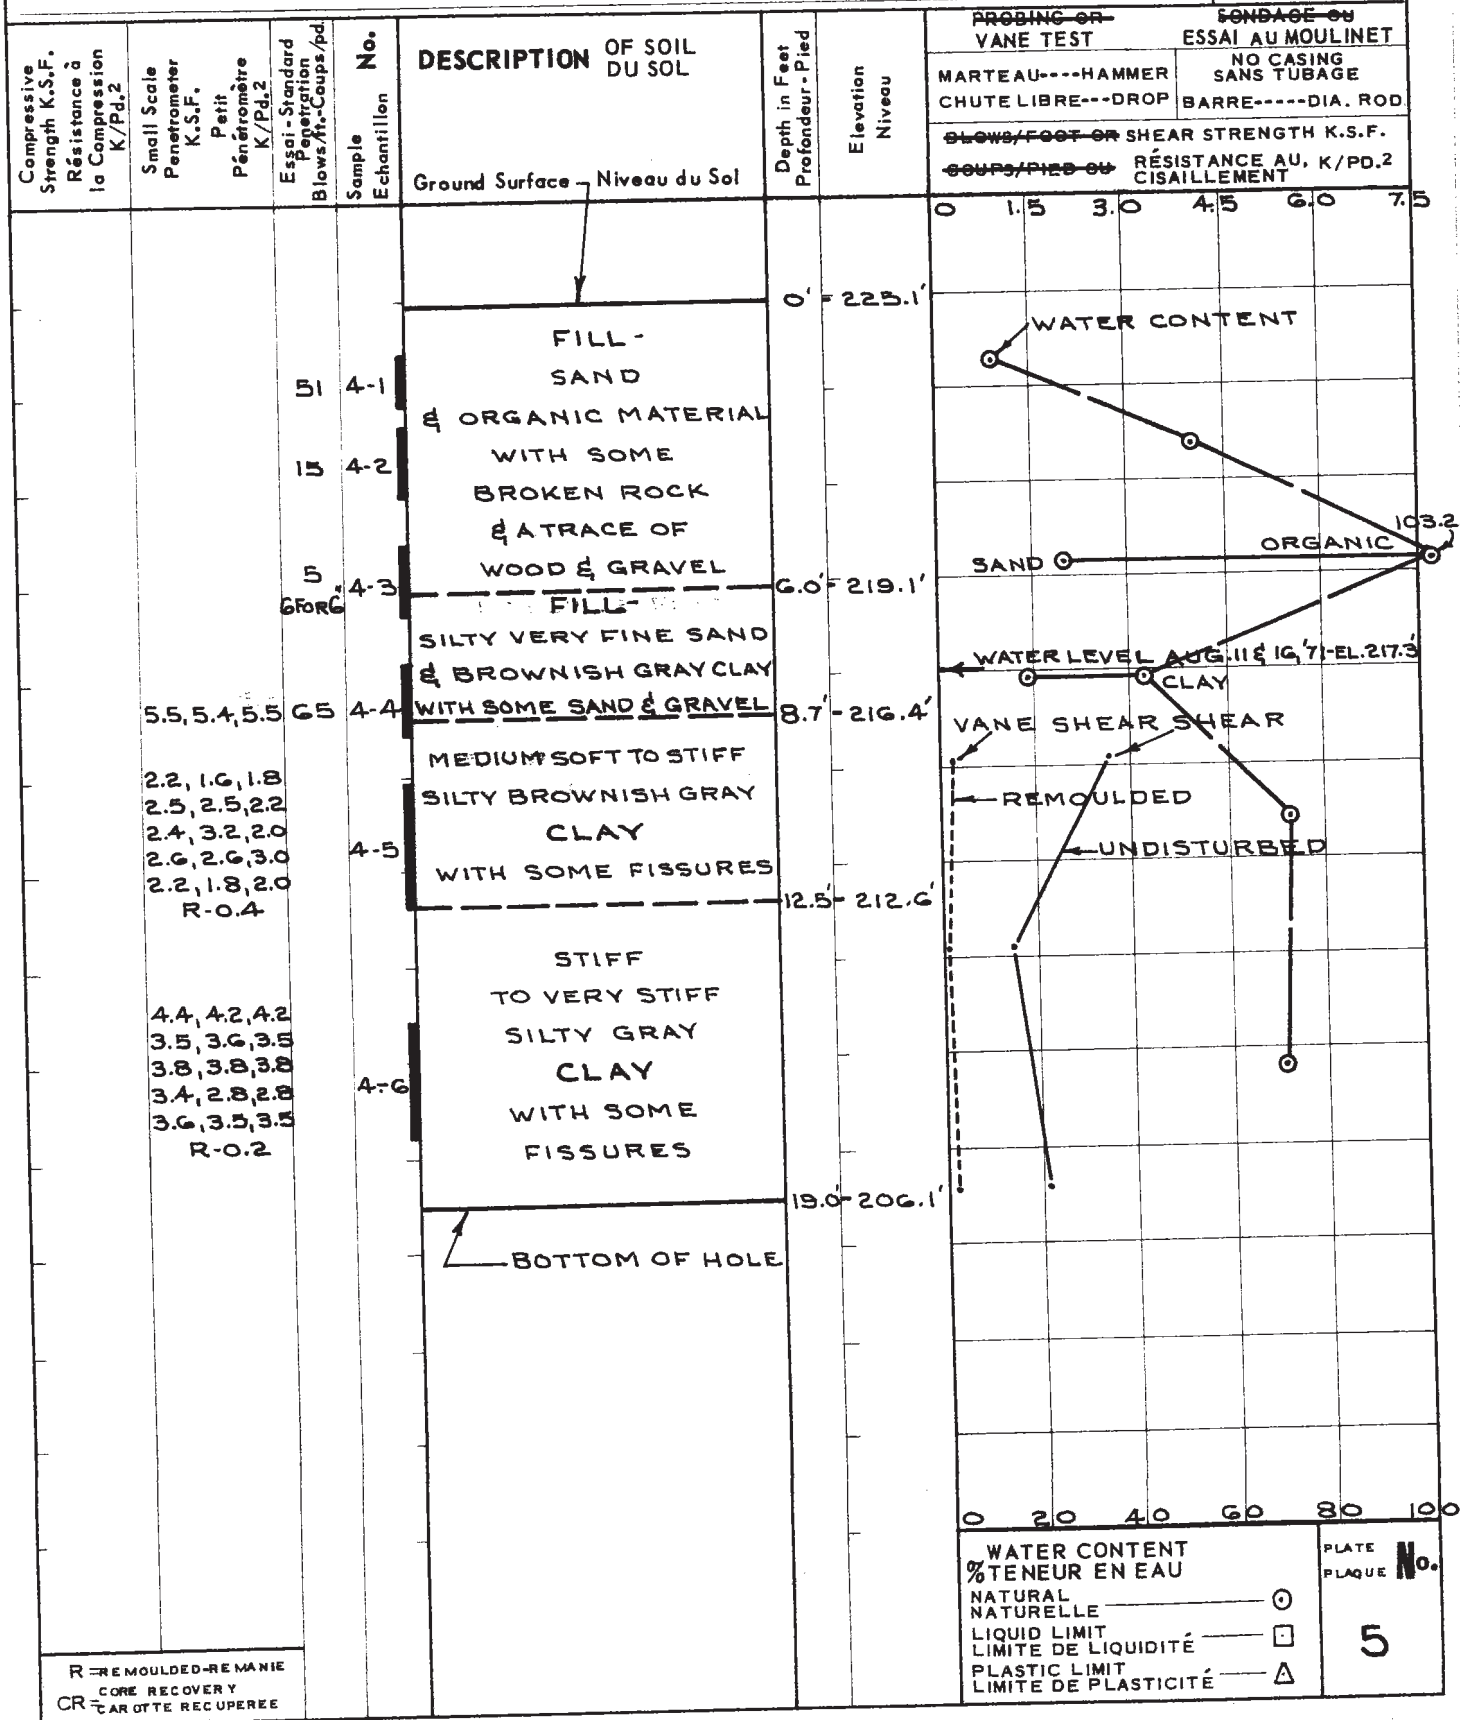 Compressive
Strength K.S.F.
Résistance à
la Compression
K/Pd.2
Small Scale
Penetrometer
K.S.F.
Petit
Pénétromètre
K/Pd.2
Essai-Standard
Penetration
Blows/ft.-Coups/pd.
Sample No.
Echantillon
DESCRIPTION OF SOIL
DU SOL
Ground Surface Niveau du Sol
Depth in Feet
Profondeur-Pied
Elevation
Niveau
PROBING OR
VANE TEST
SONDAGE OU
ESSAI AU MOULINET
MARTEAU----HAMMER
CHUTE LIBRE---DROP
NO CASING
SANS TUBAGE
BARRE-----DIA. ROD
BLOWS/FOOT OR SHEAR STRENGTH K.S.F.
COUPS/PIED OU RÉSISTANCE AU, K/PD.2
CISAILLEMENT
0 1.5 3.0 4.5 6.0 7.5
0' - 225.1'
WATER CONTENT
FILL-
SAND
& ORGANIC MATERIAL
WITH SOME
BROKEN ROCK
& A TRACE OF
WOOD & GRAVEL
51 4-1
15 4-2
5 4-3
6FOR6"
103.2
ORGANIC
SAND
6.0' - 219.1'
FILL-
SILTY VERY FINE SAND
& BROWNISH GRAY CLAY
WITH SOME SAND & GRAVEL
WATER LEVEL AUG. 11 & 16, '71-EL. 217.3'
CLAY
5.5, 5.4, 5.5 65 4-4
8.7' - 216.4'
VANE SHEAR SHEAR
REMOULDED
UNDISTURBED
MEDIUM SOFT TO STIFF
SILTY BROWNISH GRAY
CLAY
WITH SOME FISSURES
2.2, 1.6, 1.8
2.5, 2.5, 2.2
2.4, 3.2, 2.0
2.6, 2.6, 3.0
2.2, 1.8, 2.0
R-0.4
4-5
12.5' - 212.6'
STIFF
TO VERY STIFF
SILTY GRAY
CLAY
WITH SOME
FISSURES
4.4, 4.2, 4.2
3.5, 3.6, 3.5
3.8, 3.8, 3.8
3.4, 2.8, 2.8
3.6, 3.5, 3.5
R-0.2
4-6
19.0' - 206.1'
BOTTOM OF HOLE
0 20 40 60 80 100
WATER CONTENT
% TENEUR EN EAU
NATURAL
NATURELLE
LIQUID LIMIT
LIMITE DE LIQUIDITÉ
PLASTIC LIMIT
LIMITE DE PLASTICITÉ
PLATE
PLAQUE No.
5
R = REMOULDED-REMANIE
CR = CORE RECOVERY
CAROTTE RECUPEREE